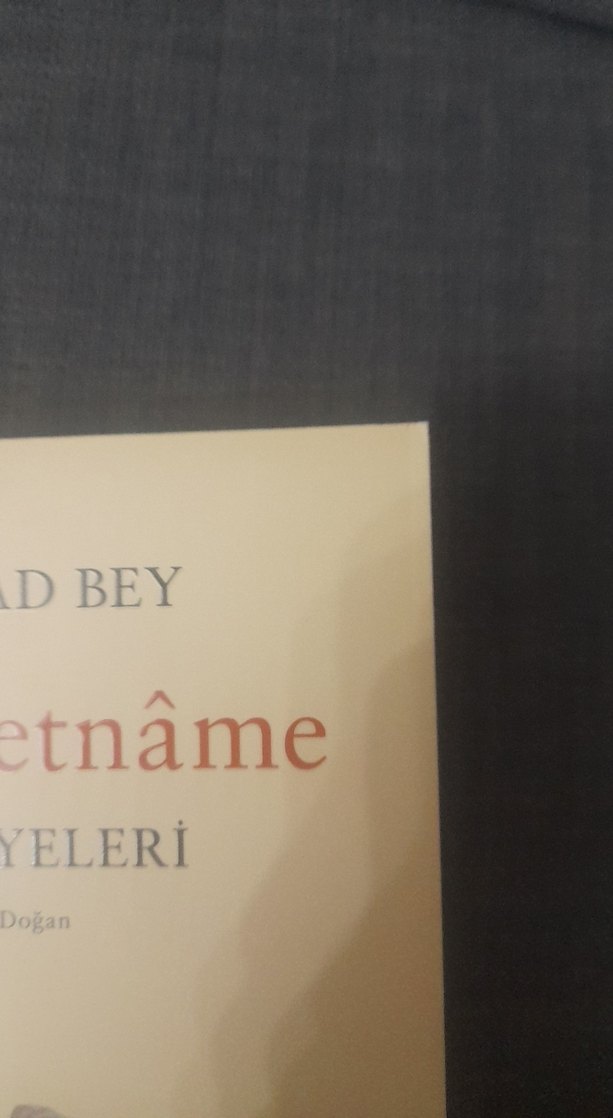 AD BEY
etnâme
YELERİ
Doğan